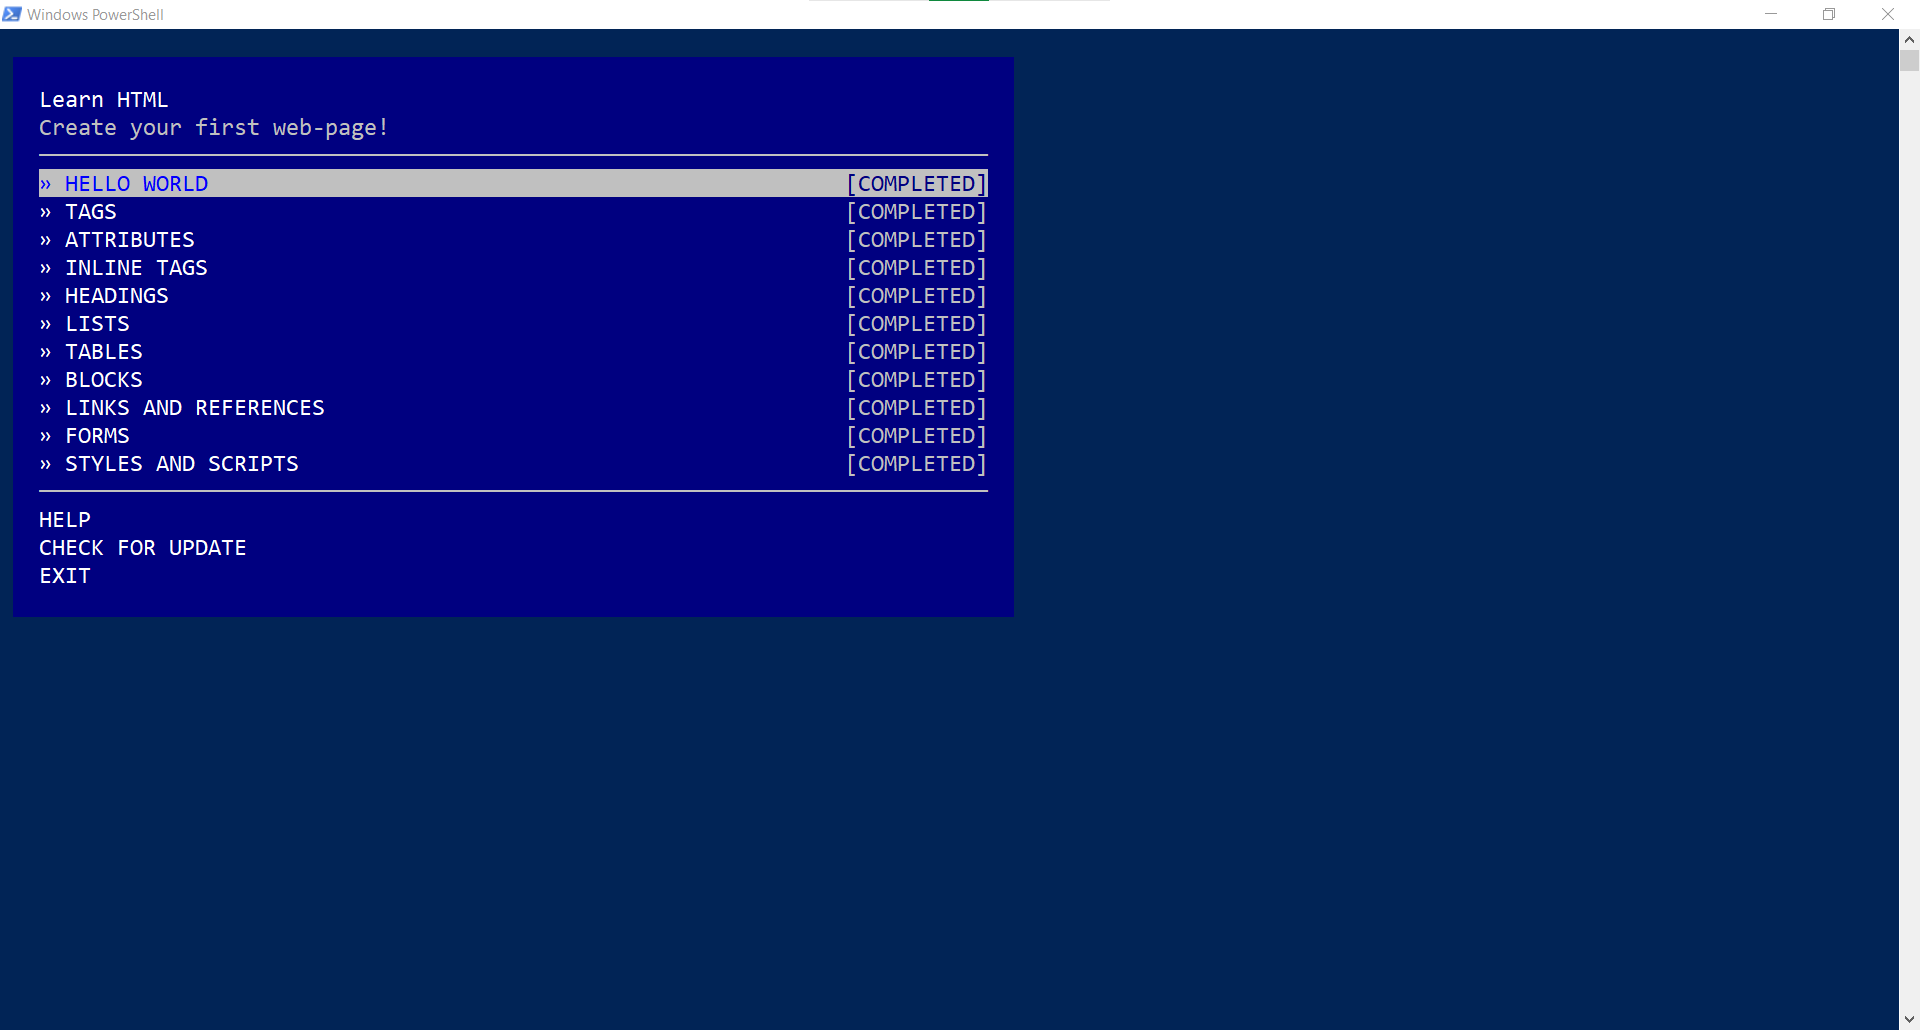 Windows PowerShell
Learn HTML
Create your first web-page!
» HELLO WORLD [COMPLETED]
» TAGS [COMPLETED]
» ATTRIBUTES [COMPLETED]
» INLINE TAGS [COMPLETED]
» HEADINGS [COMPLETED]
» LISTS [COMPLETED]
» TABLES [COMPLETED]
» BLOCKS [COMPLETED]
» LINKS AND REFERENCES [COMPLETED]
» FORMS [COMPLETED]
» STYLES AND SCRIPTS [COMPLETED]
HELP
CHECK FOR UPDATE
EXIT